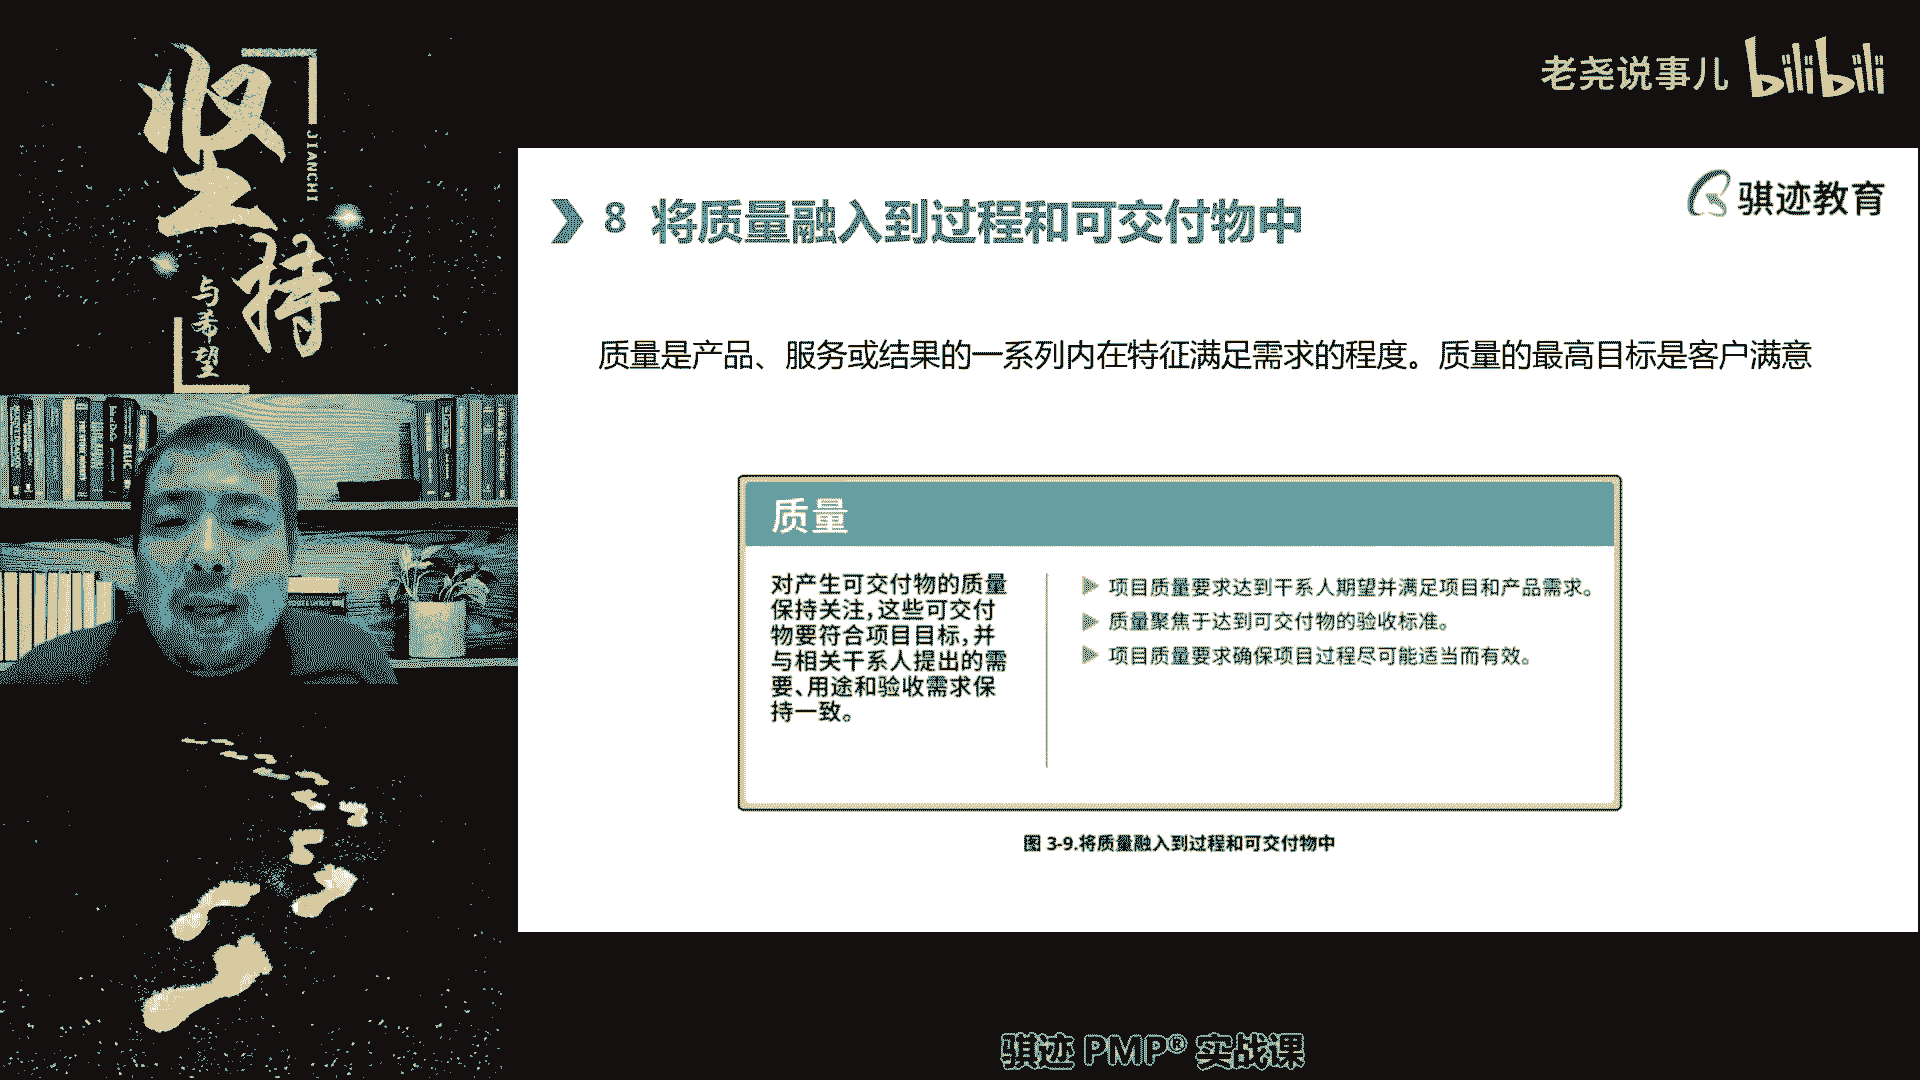 坚持
JIANCHI
与希望
老尧说事儿 bilibili
骐迹教育
8 将质量融入到过程和可交付物中
质量是产品、服务或结果的一系列内在特征满足需求的程度。质量的最高目标是客户满意
质量
对产生可交付物的质量
保持关注,这些可交付
物要符合项目目标,并
与相关干系人提出的需
要、用途和验收需求保
持一致。
项目质量要求达到干系人期望并满足项目和产品需求。
质量聚焦于达到可交付物的验收标准。
项目质量要求确保项目过程尽可能适当而有效。
图 3-9.将质量融入到过程和可交付物中
骐迹 PMP® 实战课